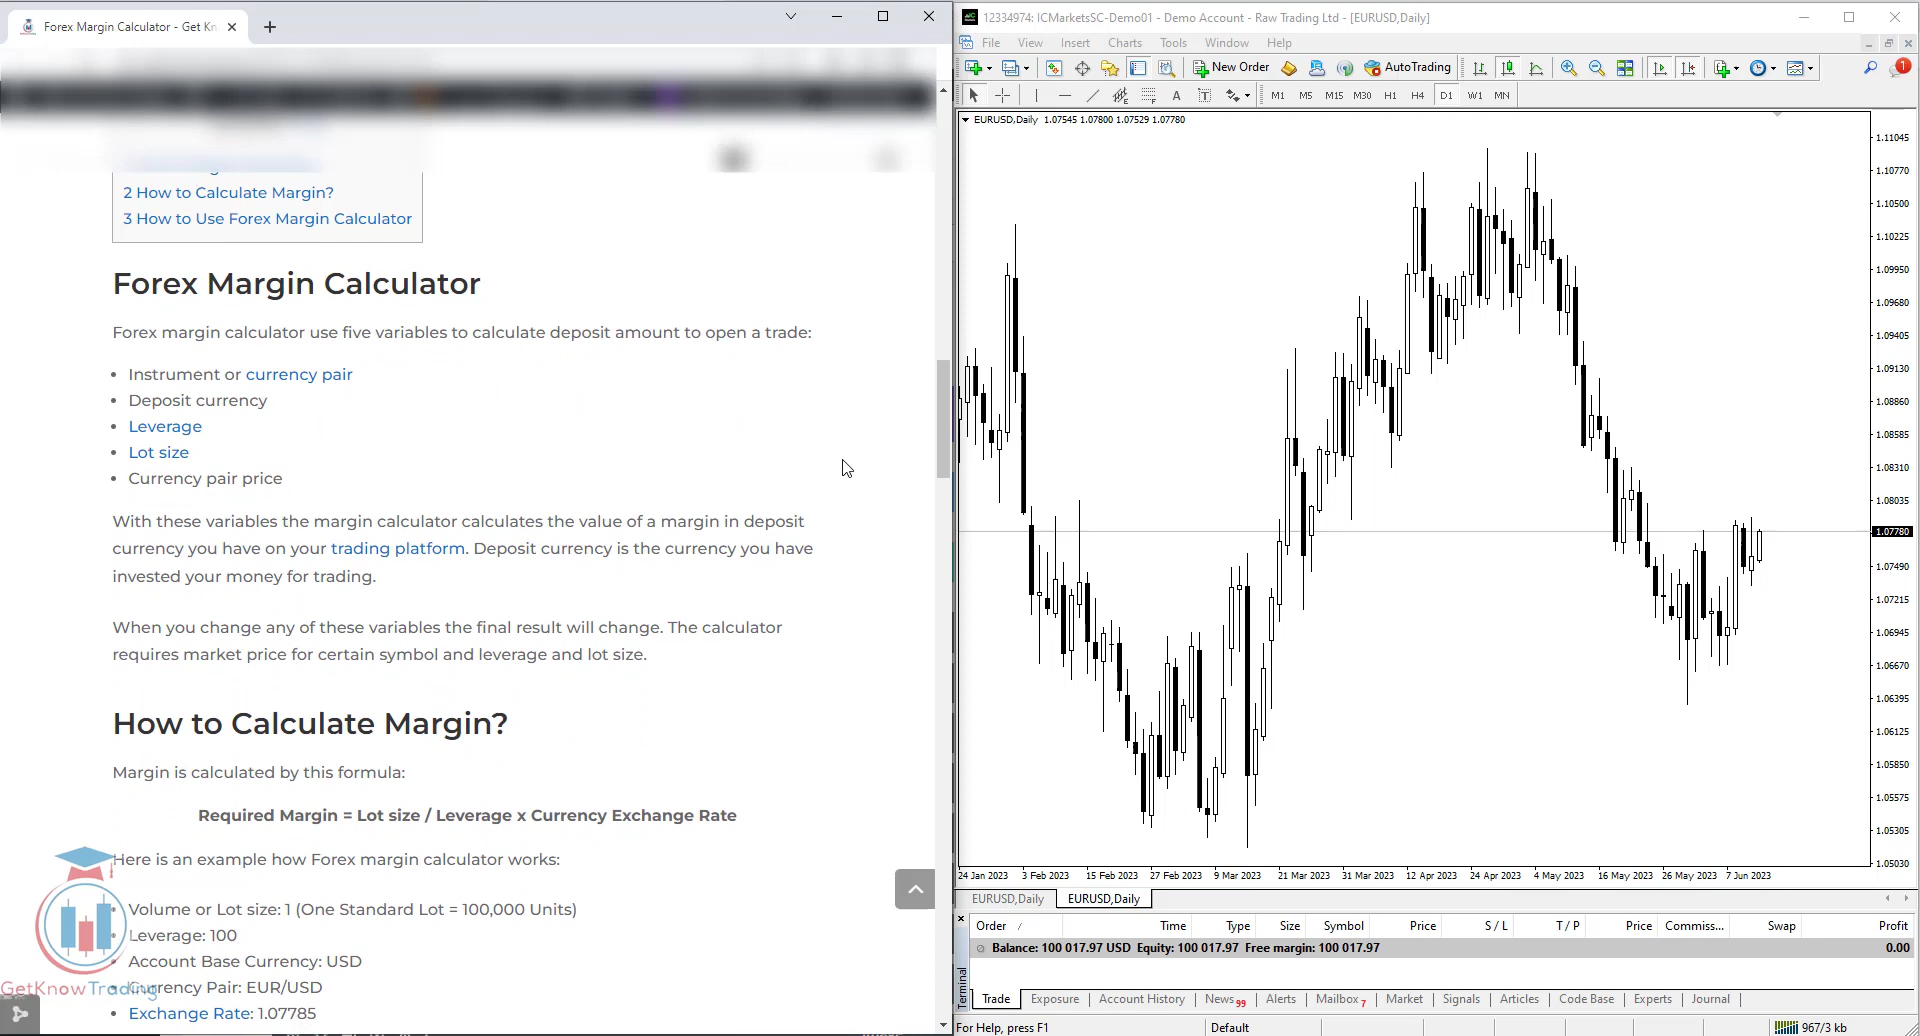 Forex Margin Calculator - Get Kn
2 How to Calculate Margin?
3 How to Use Forex Margin Calculator
Forex Margin Calculator
Forex margin calculator use five variables to calculate deposit amount to open a trade:
• Instrument or currency pair
• Deposit currency
• Leverage
• Lot size
• Currency pair price
With these variables the margin calculator calculates the value of a margin in deposit
currency you have on your trading platform. Deposit currency is the currency you have
invested your money for trading.
When you change any of these variables the final result will change. The calculator
requires market price for certain symbol and leverage and lot size.
How to Calculate Margin?
Margin is calculated by this formula:
Required Margin = Lot size / Leverage x Currency Exchange Rate
Here is an example how Forex margin calculator works:
• Volume or Lot size: 1 (One Standard Lot = 100,000 Units)
• Leverage: 100
• Account Base Currency: USD
• Currency Pair: EUR/USD
• Exchange Rate: 1.07785
GetKnowTrading
12334974: ICMarketsSC-Demo01 - Demo Account - Raw Trading Ltd - [EURUSD,Daily]
File View Insert Charts Tools Window Help
New Order AutoTrading 1
A T M1 M5 M15 M30 H1 H4 D1 W1 MN
EURUSD,Daily 1.07545 1.07800 1.07529 1.07780
1.11045
1.10770
1.10500
1.10225
1.09950
1.09680
1.09405
1.09130
1.08860
1.08585
1.08310
1.08035
1.07780
1.07490
1.07215
1.06945
1.06670
1.06395
1.06125
1.05850
1.05575
1.05305
1.05030
24 Jan 2023 3 Feb 2023 15 Feb 2023 27 Feb 2023 9 Mar 2023 21 Mar 2023 31 Mar 2023 12 Apr 2023 24 Apr 2023 4 May 2023 16 May 2023 26 May 2023 7 Jun 2023
EURUSD,Daily EURUSD,Daily
Order / Time Type Size Symbol Price S / L T / P Price Commiss... Swap Profit
Balance: 100 017.97 USD Equity: 100 017.97 Free margin: 100 017.97 0.00
Terminal
Trade Exposure Account History News 99 Alerts Mailbox 7 Market Signals Articles Code Base Experts Journal
For Help, press F1 Default 967/3 kb